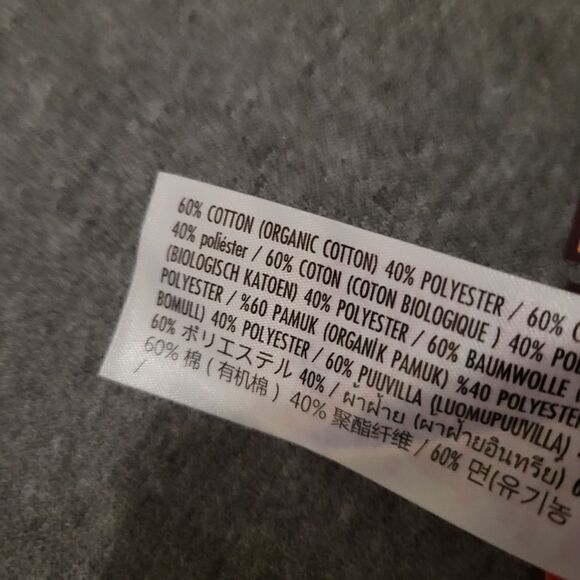 60% COTTON (ORGANIC COTTON) 40% POLYESTER / 60%
40% poliéster / 60% COTON (COTON BIOLOGIQUE ) 40%
(BIOLOGISCH KATOEN) 40% POLYESTER / 60% BAUMWOLLE
POLYESTER / %60 PAMUK (ORGANİK PAMUK) %40 POLYESTER
BOMULL) 40% POLYESTER / 60% PUUVILLA (LUOMUPUUVILLA)
60% ポリエステル 40% / ผ้าฝ้าย (ผ้าฝ้ายอินทรีย์)
60% 棉 ( 有机棉 ) 40% 聚酯纤维 / 60% 면(유기농
/